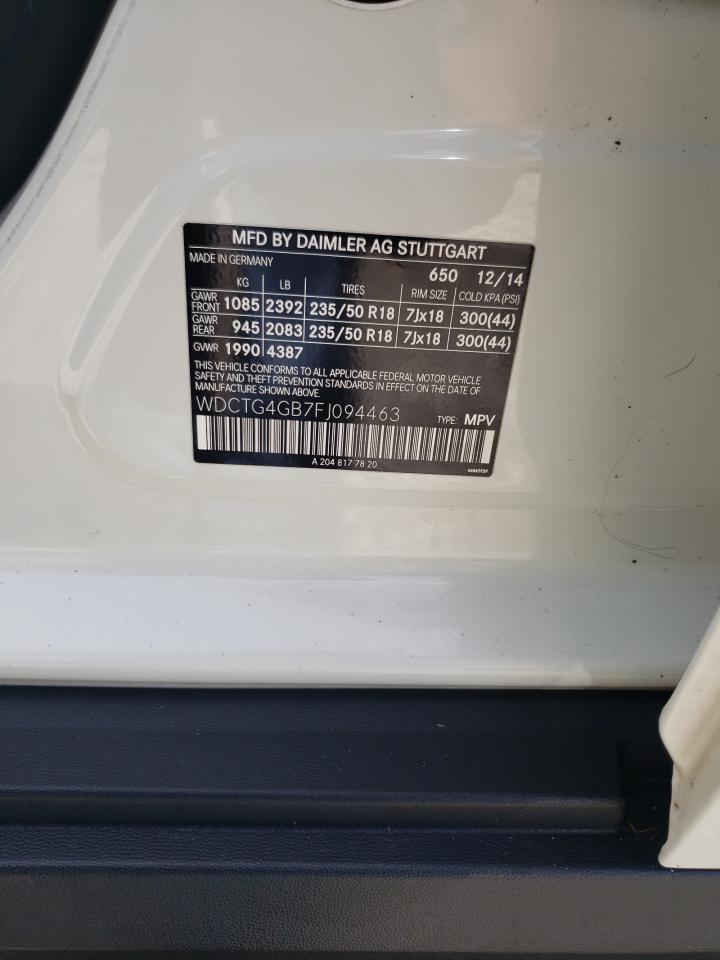 MFD BY DAIMLER AG STUTTGART
MADE IN GERMANY 650 12/14
KG LB TIRES RIM SIZE COLD KPA (PSI)
GAWR FRONT 1085 2392 235/50 R18 7Jx18 300(44)
GAWR REAR 945 2083 235/50 R18 7Jx18 300(44)
GVWR 1990 4387
THIS VEHICLE CONFORMS TO ALL APPLICABLE FEDERAL MOTOR VEHICLE
SAFETY AND THEFT PREVENTION STANDARDS IN EFFECT ON THE DATE OF
MANUFACTURE SHOWN ABOVE.
WDCTG4GB7FJ094463 TYPE: MPV
A 204 817 78 20